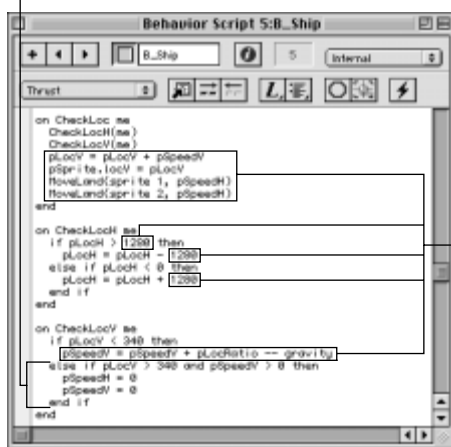 Behavior Script 5:B_Ship
B_Ship
5
Internal
Thrust
on CheckLoc me
CheckLocH(me)
CheckLocV(me)
pLocV = pLocV + pSpeedV
pSprite.locV = pLocV
MoveLand(sprite 1, pSpeedH)
MoveLand(sprite 2, pSpeedH)
end
on CheckLocH me
if pLocH > 1280 then
pLocH = pLocH - 1280
else if pLocH < 0 then
pLocH = pLocH + 1280
end if
end
on CheckLocV me
if pLocV < 340 then
pSpeedV = pSpeedV + pLocRatio -- gravity
else if pLocV > 340 and pSpeedV > 0 then
pSpeedH = 0
pSpeedV = 0
end if
end